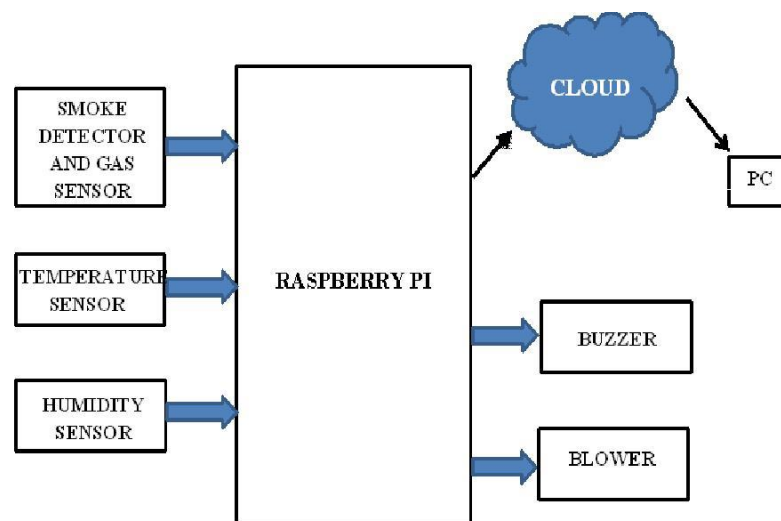 SMOKE
DETECTOR
AND GAS
SENSOR
TEMPERATURE
SENSOR
HUMIDITY
SENSOR
RASPBERRY PI
CLOUD
PC
BUZZER
BLOWER